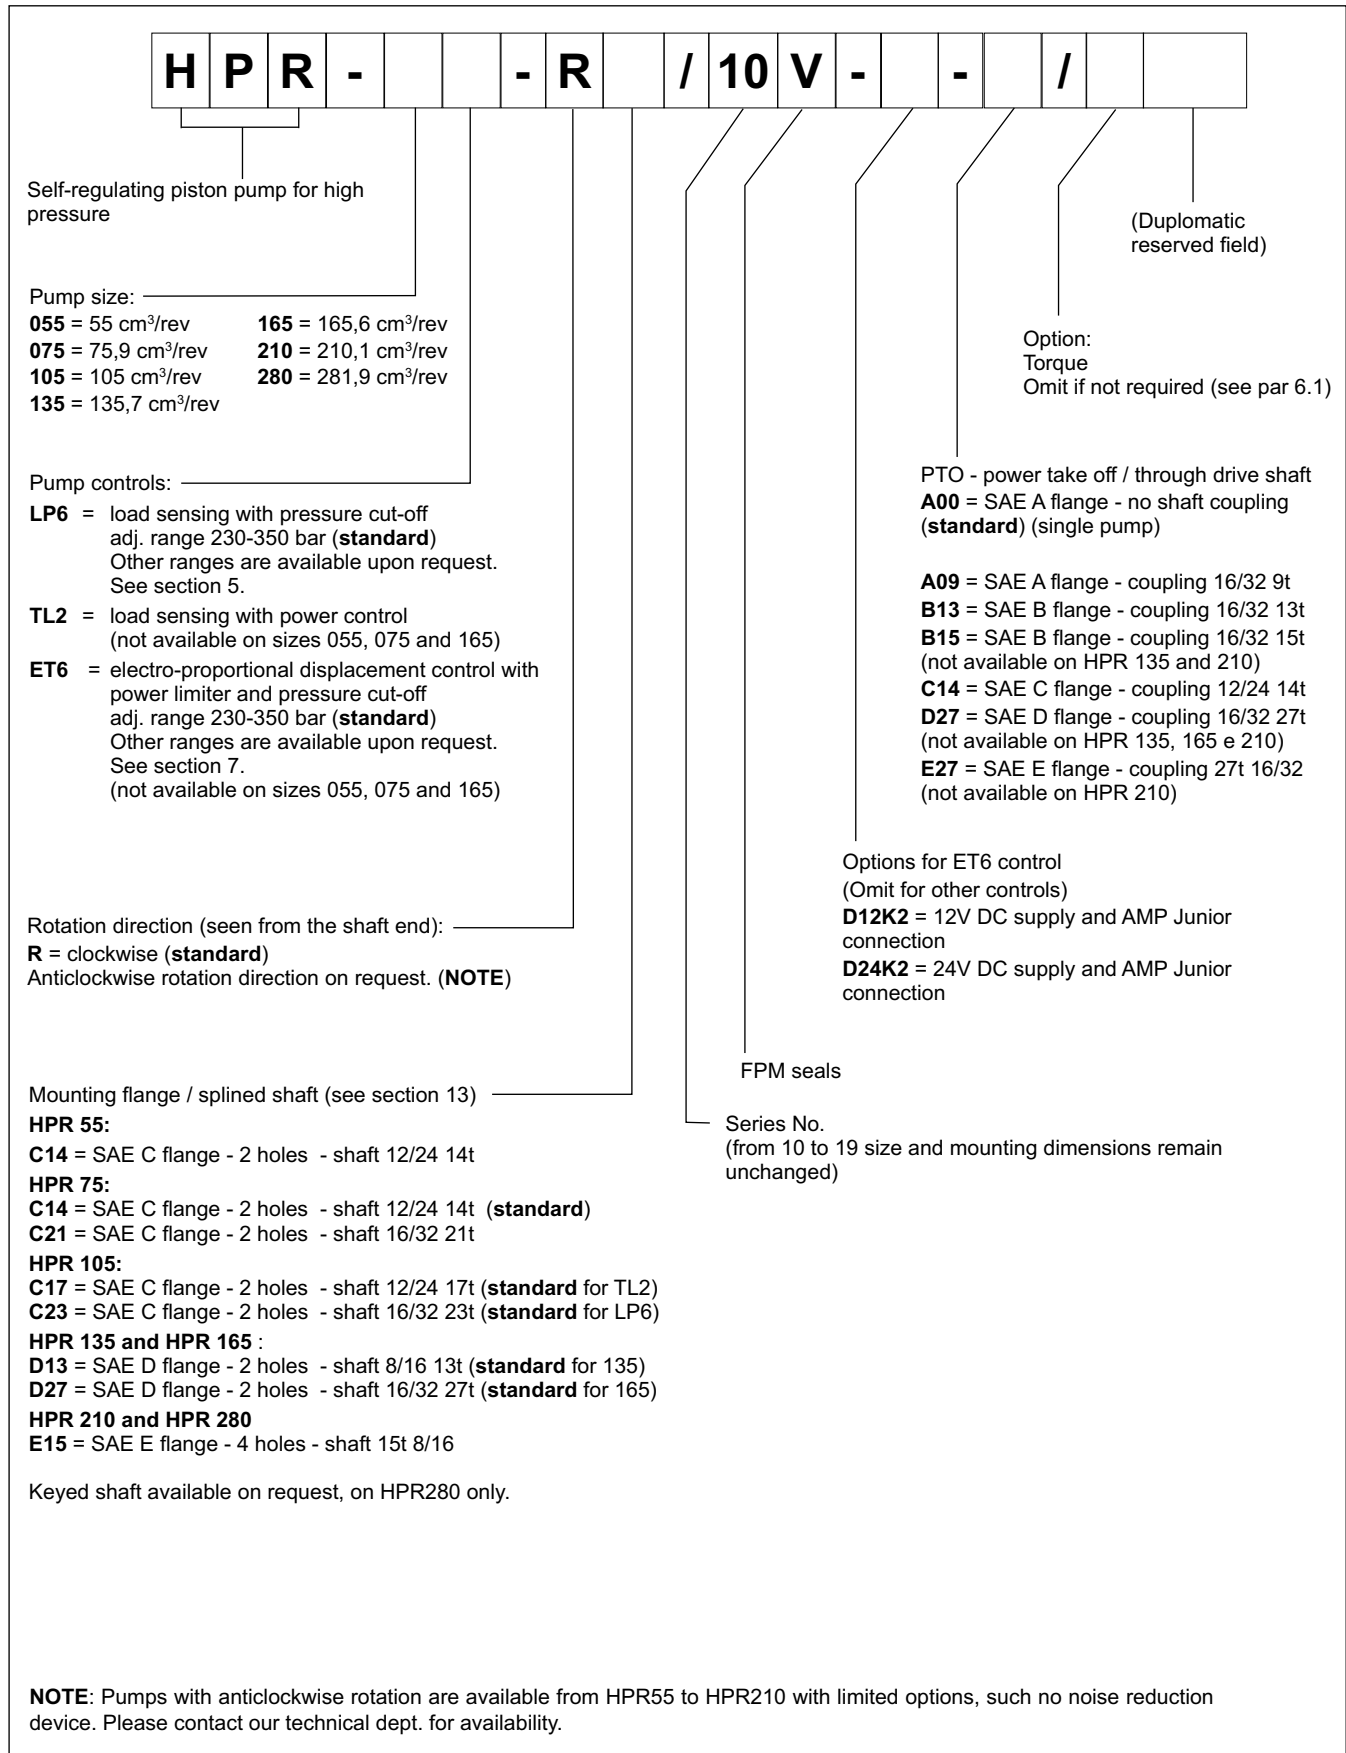 H P R - - R / 10 V - - /
Self-regulating piston pump for high
pressure
(Duplomatic
reserved field)
Pump size:
055 = 55 cm³/rev 165 = 165,6 cm³/rev
075 = 75,9 cm³/rev 210 = 210,1 cm³/rev
105 = 105 cm³/rev 280 = 281,9 cm³/rev
135 = 135,7 cm³/rev
Option:
Torque
Omit if not required (see par 6.1)
Pump controls:
LP6 = load sensing with pressure cut-off
adj. range 230-350 bar (standard)
Other ranges are available upon request.
See section 5.
TL2 = load sensing with power control
(not available on sizes 055, 075 and 165)
ET6 = electro-proportional displacement control with
power limiter and pressure cut-off
adj. range 230-350 bar (standard)
Other ranges are available upon request.
See section 7.
(not available on sizes 055, 075 and 165)
PTO - power take off / through drive shaft
A00 = SAE A flange - no shaft coupling
(standard) (single pump)
A09 = SAE A flange - coupling 16/32 9t
B13 = SAE B flange - coupling 16/32 13t
B15 = SAE B flange - coupling 16/32 15t
(not available on HPR 135 and 210)
C14 = SAE C flange - coupling 12/24 14t
D27 = SAE D flange - coupling 16/32 27t
(not available on HPR 135, 165 e 210)
E27 = SAE E flange - coupling 27t 16/32
(not available on HPR 210)
Options for ET6 control
(Omit for other controls)
D12K2 = 12V DC supply and AMP Junior
connection
D24K2 = 24V DC supply and AMP Junior
connection
Rotation direction (seen from the shaft end):
R = clockwise (standard)
Anticlockwise rotation direction on request. (NOTE)
FPM seals
Series No.
(from 10 to 19 size and mounting dimensions remain
unchanged)
Mounting flange / splined shaft (see section 13)
HPR 55:
C14 = SAE C flange - 2 holes - shaft 12/24 14t
HPR 75:
C14 = SAE C flange - 2 holes - shaft 12/24 14t (standard)
C21 = SAE C flange - 2 holes - shaft 16/32 21t
HPR 105:
C17 = SAE C flange - 2 holes - shaft 12/24 17t (standard for TL2)
C23 = SAE C flange - 2 holes - shaft 16/32 23t (standard for LP6)
HPR 135 and HPR 165 :
D13 = SAE D flange - 2 holes - shaft 8/16 13t (standard for 135)
D27 = SAE D flange - 2 holes - shaft 16/32 27t (standard for 165)
HPR 210 and HPR 280
E15 = SAE E flange - 4 holes - shaft 15t 8/16
Keyed shaft available on request, on HPR280 only.
NOTE: Pumps with anticlockwise rotation are available from HPR55 to HPR210 with limited options, such no noise reduction
device. Please contact our technical dept. for availability.